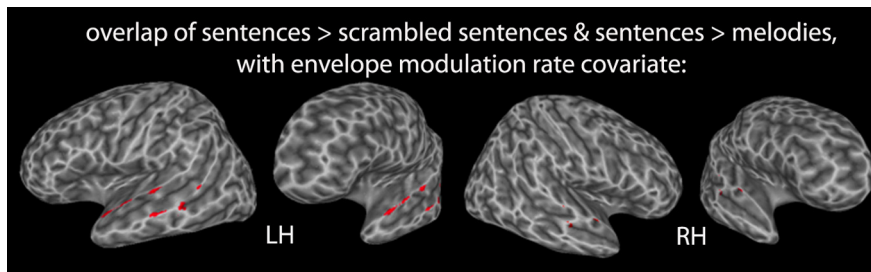 overlap of sentences > scrambled sentences & sentences > melodies,
with envelope modulation rate covariate:
LH
RH